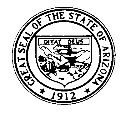 GREAT SEAL OF THE STATE OF ARIZONA
DITAT DEUS
1912